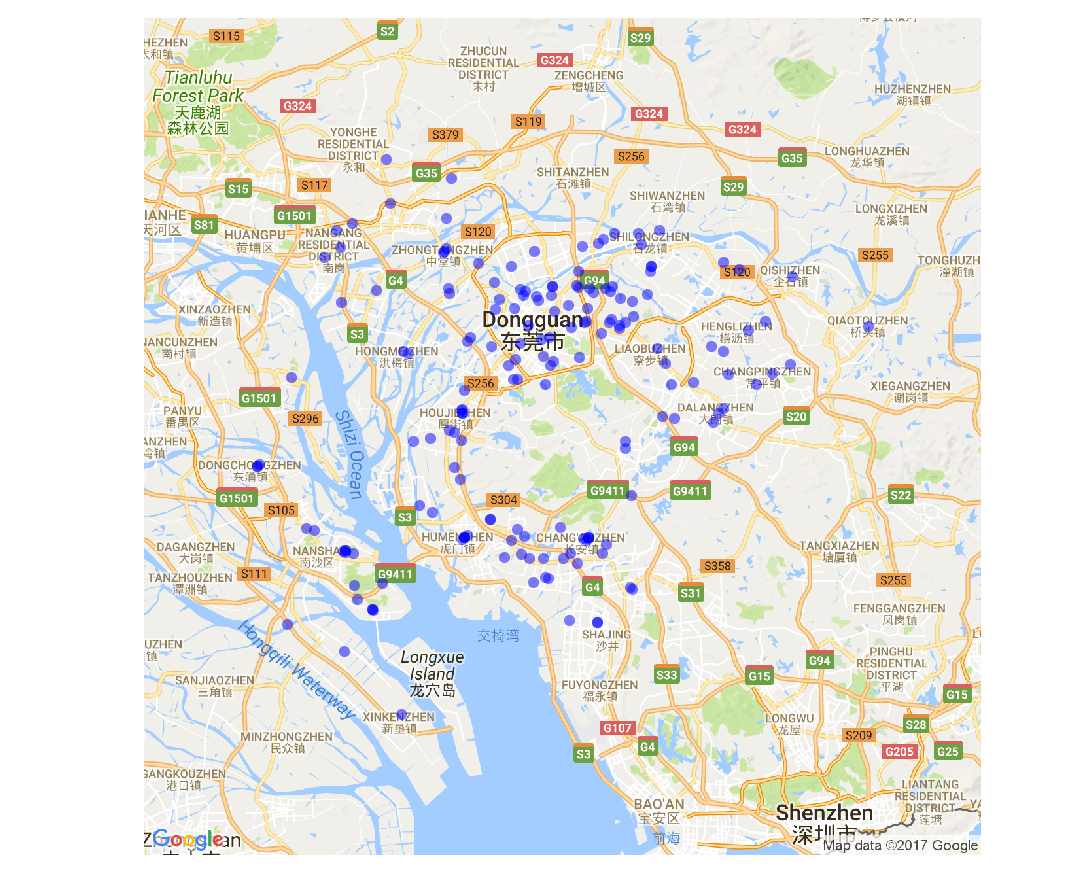 S115
S2
S29
HEZHEN
太和镇
ZHUCUN
RESIDENTIAL
DISTRICT
朱村
G324
ZENGCHENG
增城区
Tianluhu
Forest Park
天鹿湖
森林公园
G324
G324
G324
HUZHENZHEN
湖镇镇
S119
S379
YONGHE
RESIDENTIAL
DISTRICT
永和
S256
G35
LONGHUAZHEN
龙华镇
G35
SHITANZHEN
石滩镇
S15
S117
S29
SHIWANZHEN
石湾镇
IANHE
天河区
S81
G1501
HUANGPU
黄埔区
NANGANG
RESIDENTIAL
DISTRICT
南岗
S120
LONGXIZHEN
龙溪镇
SHILONGZHEN
石龙镇
中堂镇
S255
TONGHUZH
潼湖镇
G4
G94
S120
QISHIZHEN
企石镇
XINZAOZHEN
新造镇
S3
Dongguan
东莞市
HENGLIZHEN
横沥镇
QIAOTOUZHEN
桥头镇
NANCUNZHEN
南村镇
洪梅镇
LIAOBUZHEN
寮步镇
CHANGPINGZHEN
常平镇
S256
G1501
XIEGANGZHEN
谢岗镇
PANYU
番禺区
S296
厚街镇
DALANGZHEN
大朗镇
S20
Shizi Ocean
G94
DONGCHONGZHEN
东涌镇
G1501
S105
S304
G9411
G9411
S22
S3
DAGANGZHEN
大岗镇
南沙区
HUMENZHEN
虎门镇
长安镇
TANGXIAZHEN
塘厦镇
TANZHOUZHEN
潭洲镇
S111
G9411
G4
S358
S31
S255
FENGGANGZHEN
凤岗镇
Hongqili Waterway
交椅湾
SHAJING
沙井
Longxue
Island
龙穴岛
SANJIAOZHEN
三角镇
S33
G15
G94
PINGHU
RESIDENTIAL
DISTRICT
平湖
G15
FUYONGZHEN
福永镇
XINKENZHEN
新垦镇
G107
LONGWU
龙屋
S28
MINZHONGZHEN
民众镇
S3
G4
S209
G205
G25
GANGKOUZHEN
港口镇
LIANTANG
RESIDENTIAL
DISTRICT
莲塘
BAO'AN
宝安区
前海
Shenzhen
深圳市
Google
Map data ©2017 Google